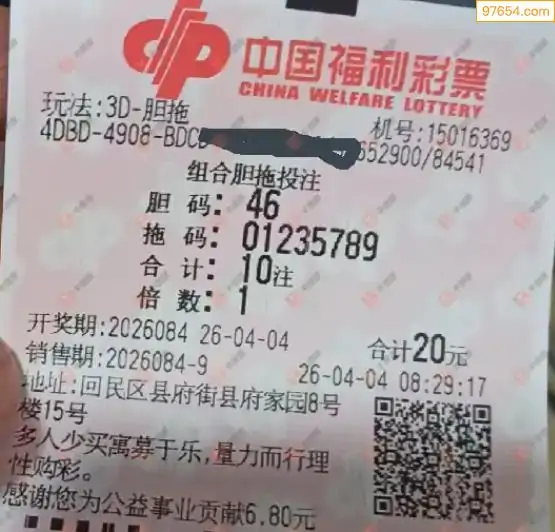 97654.com
中国福利彩票
CHINA WELFARE LOTTERY
玩法:3D-胆拖
机号:15016369
4DBD-4908-BDC
652900/84541
组合胆拖投注
胆 码: 46
拖 码: 01235789
合 计: 10注
倍 数: 1
开奖期:2026084 26-04-04
合计20元
销售期:2026084-9
26-04-04 08:29:17
地址:回民区县府街县府家园8号
楼15号
多人少买寓募于乐,量力而行理
性购彩。
感谢您为公益事业贡献6.80元